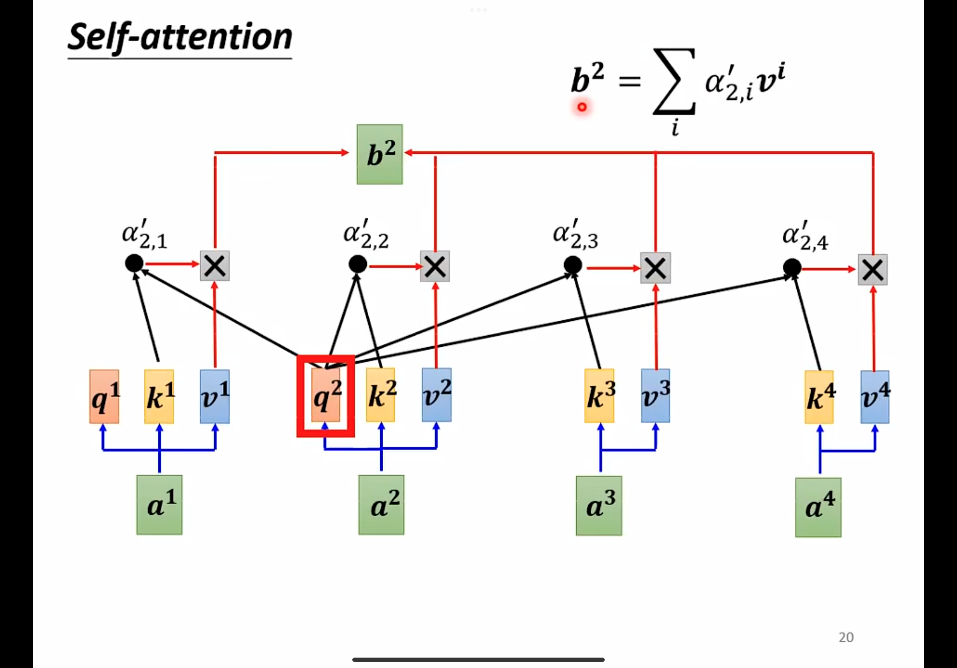 Self-attention
b² = ∑ᵢ α′₂,ᵢvⁱ
b²
α′₂,₁ α′₂,₂ α′₂,₃ α′₂,₄
× × × ×
q¹ k¹ v¹ q² k² v² k³ v³ k⁴ v⁴
a¹ a² a³ a⁴
20